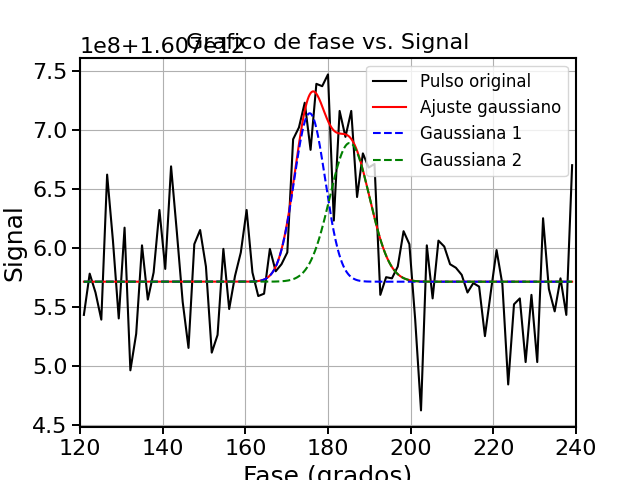 1e8+1.607e12
Grafico de fase vs. Signal
7.5
7.0
6.5
6.0
5.5
5.0
4.5
Signal
Pulso original
Ajuste gaussiano
Gaussiana 1
Gaussiana 2
120 140 160 180 200 220 240
Fase (grados)